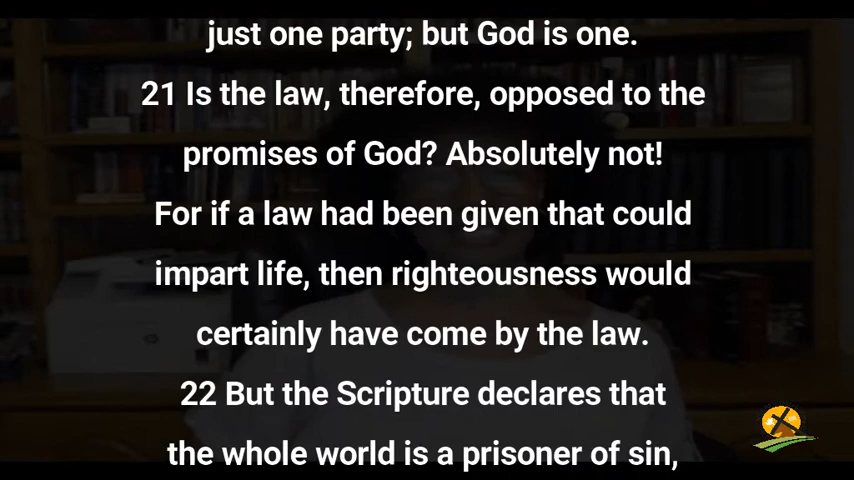 just one party; but God is one.
21 Is the law, therefore, opposed to the
promises of God? Absolutely not!
For if a law had been given that could
impart life, then righteousness would
certainly have come by the law.
22 But the Scripture declares that
the whole world is a prisoner of sin,